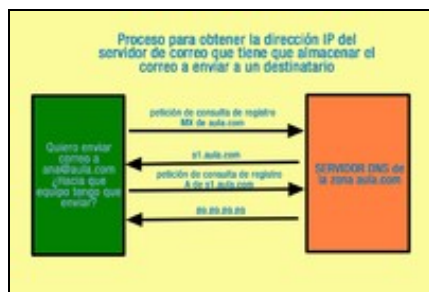 Proceso para obtener la dirección IP del
servidor de correo que tiene que almacenar el
correo a enviar a un destinatario
Quiero enviar
correo a
ana@aula.com
¿Hacia que
equipo tengo que
enviar?
petición de consulta de registro
MX de aula.com
s1.aula.com
petición de consulta de registro
A de s1.aula.com
SERVIDOR DNS de
la zona aula.com